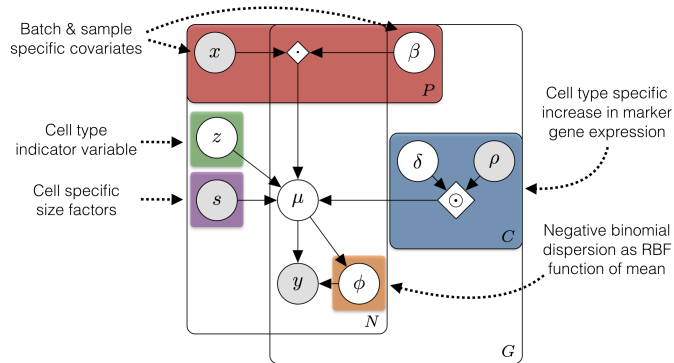 Batch & sample
specific covariates
x
·
β
P
Cell type
indicator variable
z
Cell type specific
increase in marker
gene expression
δ
ρ
Cell specific
size factors
s
μ
⊙
C
Negative binomial
dispersion as RBF
function of mean
y
ϕ
N
G